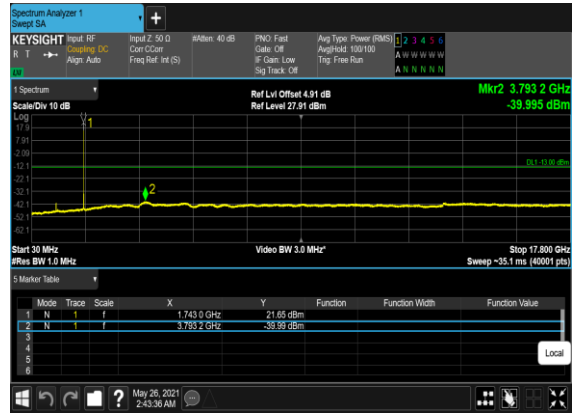 Spectrum Analyzer 1
Swept SA
+
KEYSIGHT Input: RF Input Z: 50 Ω #Atten: 40 dB PNO: Fast Avg Type: Power (RMS) 1 2 3 4 5 6
R T Coupling: DC Corr CCorr Gate: Off Avg|Hold: 100/100 A W W W W W
Align: Auto Freq Ref: Int (S) IF Gain: Low Trig: Free Run
Sig Track: Off A N N N N N
LW
1 Spectrum Ref Lvl Offset 4.91 dB Mkr2 3.793 2 GHz
Scale/Div 10 dB Ref Level 27.91 dBm -39.995 dBm
Log
17.9 1
7.91
-2.09
-12.1 DL1 -13.00 dBm
-22.1
-32.1 2
-42.1
-52.1
-62.1
Start 30 MHz Video BW 3.0 MHz* Stop 17.800 GHz
#Res BW 1.0 MHz Sweep ~35.1 ms (40001 pts)
5 Marker Table
Mode Trace Scale X Y Function Function Width Function Value
1 N 1 f 1.743 0 GHz 21.65 dBm
2 N 1 f 3.793 2 GHz -39.99 dBm
3
4
5
6
Local
? May 26, 2021
2:43:36 AM